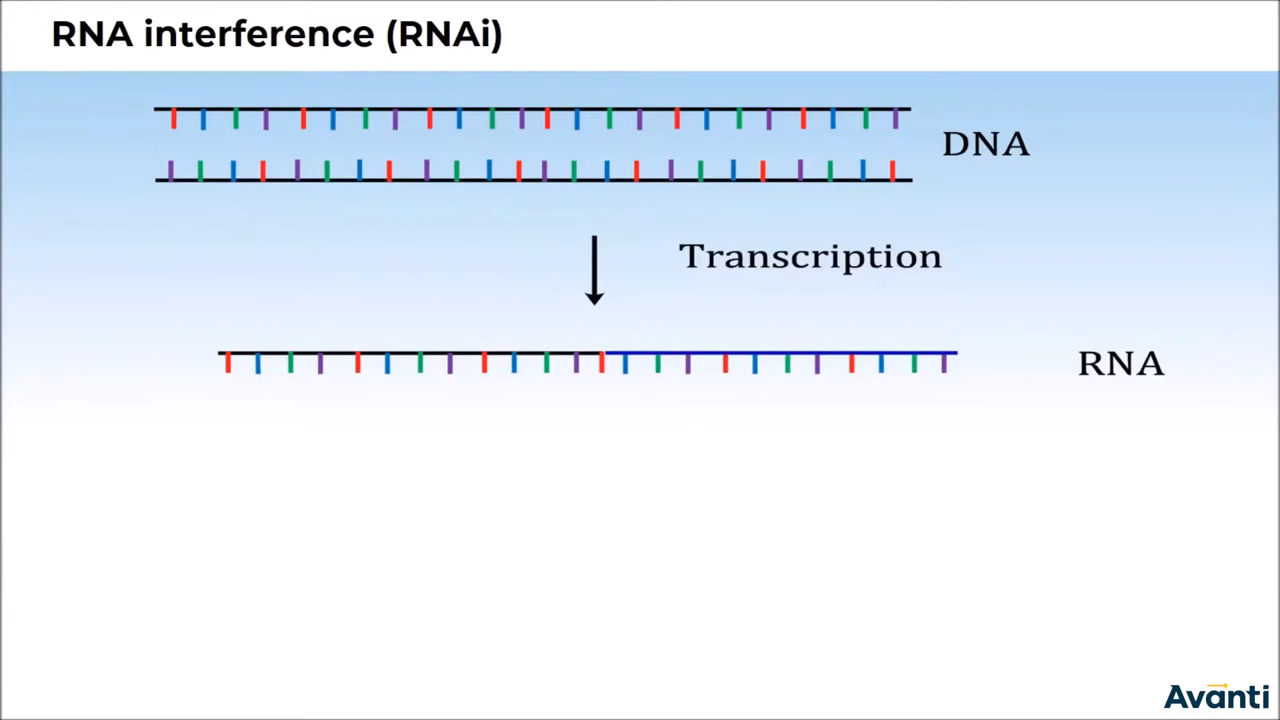 RNA interference (RNAi)
DNA
Transcription
RNA
Avanti